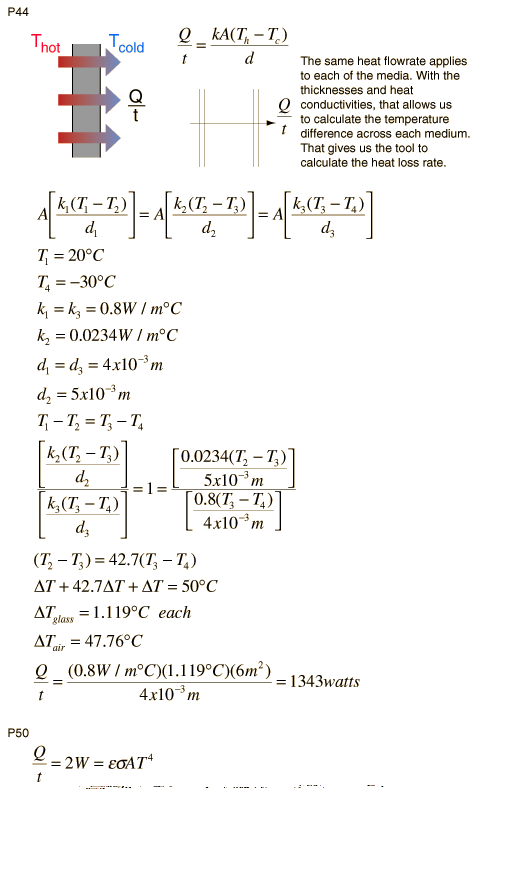 P44
T_hot T_cold
Q/t = kA(T_h – T_c)/d
Q/t
The same heat flowrate applies
to each of the media. With the
thicknesses and heat
conductivities, that allows us
to calculate the temperature
difference across each medium.
That gives us the tool to
calculate the heat loss rate.
Q/t
A[k₁(T₁ – T₂)/d₁] = A[k₂(T₂ – T₃)/d₂] = A[k₃(T₃ – T₄)/d₃]
T₁ = 20°C
T₄ = –30°C
k₁ = k₃ = 0.8W / m°C
k₂ = 0.0234W / m°C
d₁ = d₃ = 4x10⁻³m
d₂ = 5x10⁻³m
T₁ – T₂ = T₃ – T₄
[k₂(T₂ – T₃)/d₂]/[k₃(T₃ – T₄)/d₃] = 1 = [0.0234(T₂ – T₃)/5x10⁻³m]/[0.8(T₃ – T₄)/4x10⁻³m]
(T₂ – T₃) = 42.7(T₃ – T₄)
ΔT + 42.7ΔT + ΔT = 50°C
ΔT_glass = 1.119°C each
ΔT_air = 47.76°C
Q/t = (0.8W / m°C)(1.119°C)(6m²)/4x10⁻³m = 1343watts
P50
Q/t = 2W = εσAT⁴